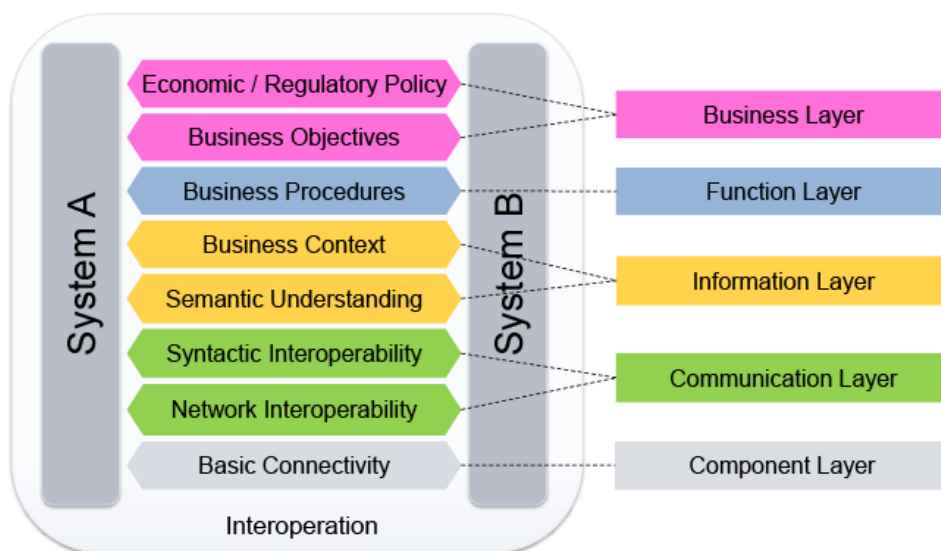 System A
Economic / Regulatory Policy
Business Objectives
Business Procedures
Business Context
Semantic Understanding
Syntactic Interoperability
Network Interoperability
Basic Connectivity
System B
Interoperation
Business Layer
Function Layer
Information Layer
Communication Layer
Component Layer